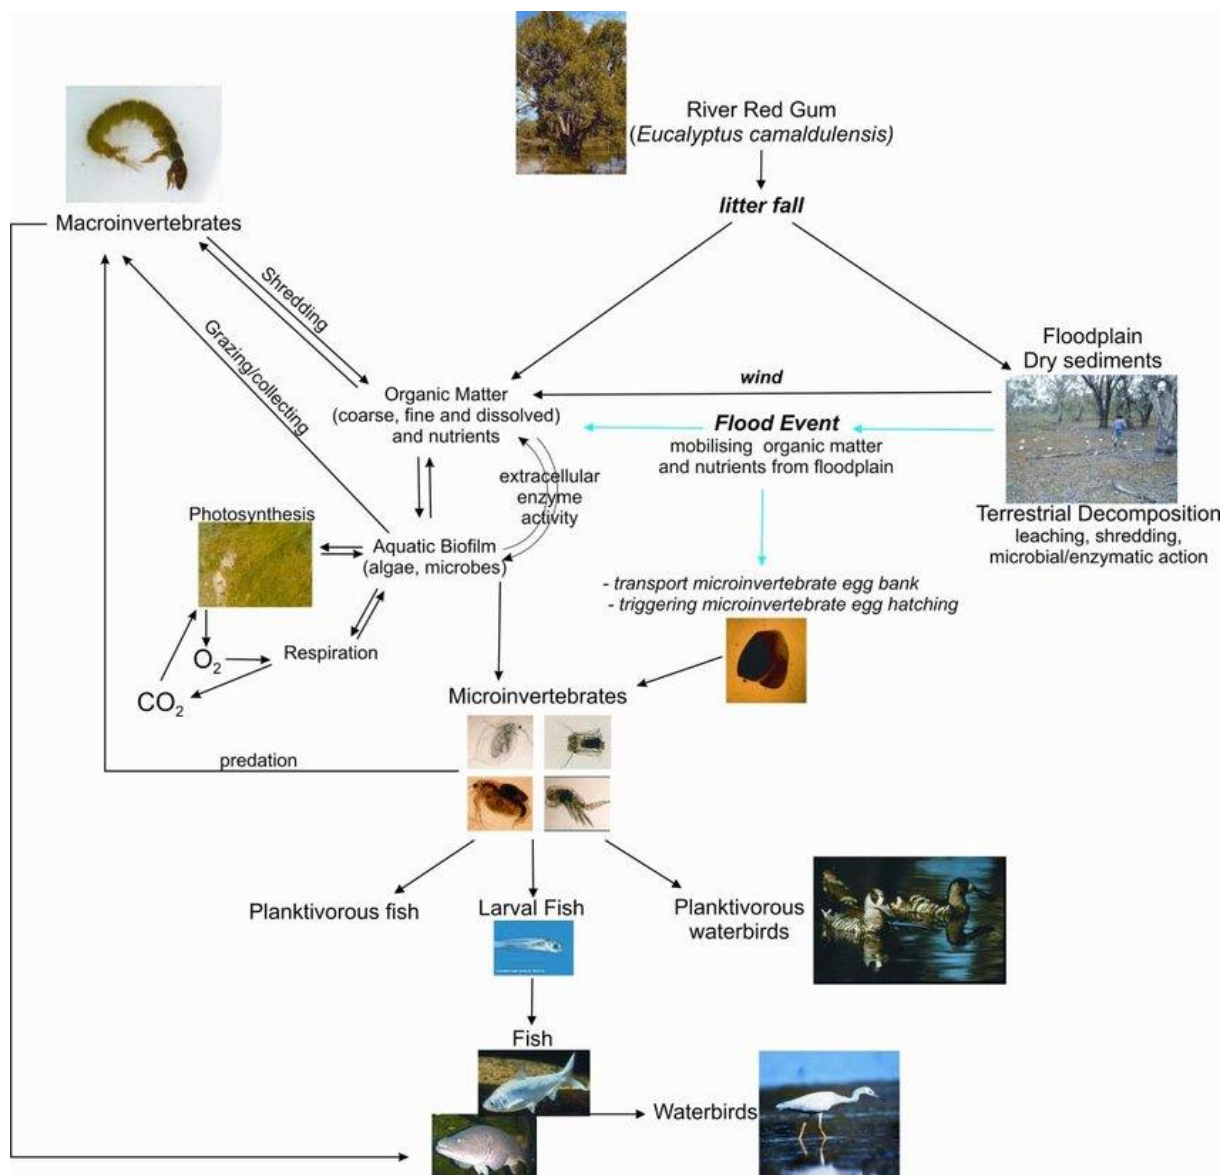 River Red Gum
(Eucalyptus camaldulensis)
litter fall
Macroinvertebrates
Shredding
Grazing/collecting
Floodplain
Dry sediments
wind
Organic Matter
(coarse, fine and dissolved)
and nutrients
Flood Event
mobilising organic matter
and nutrients from floodplain
extracellular
enzyme
activity
Terrestrial Decomposition
leaching, shredding,
microbial/enzymatic action
Photosynthesis
Aquatic Biofilm
(algae, microbes)
- transport microinvertebrate egg bank
- triggering microinvertebrate egg hatching
O2
Respiration
CO2
Microinvertebrates
predation
Planktivorous fish
Larval Fish
Planktivorous
waterbirds
Fish
Waterbirds